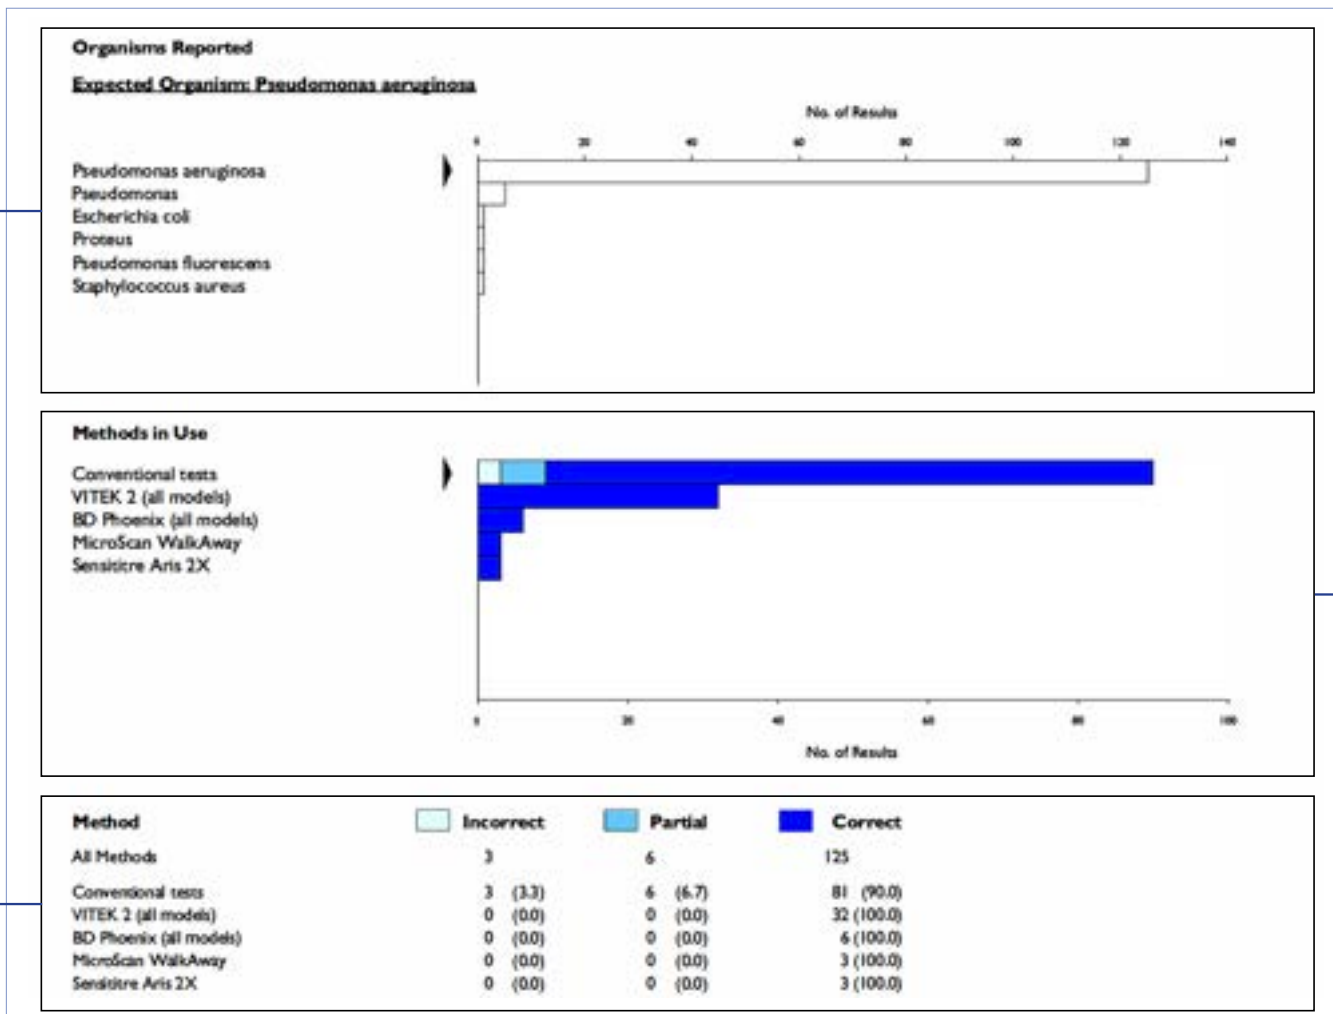 Organisms Reported
Expected Organism: Pseudomonas aeruginosa
No. of Results
0 20 40 60 80 100 120 140
Pseudomonas aeruginosa
Pseudomonas
Escherichia coli
Proteus
Pseudomonas fluorescens
Staphylococcus aureus
Methods in Use
Conventional tests
VITEK 2 (all models)
BD Phoenix (all models)
MicroScan WalkAway
Sensititre Aris 2X
0 20 40 60 80 100
No. of Results
Method Incorrect Partial Correct
All Methods 3 6 125
Conventional tests 3 (3.3) 6 (6.7) 81 (90.0)
VITEK 2 (all models) 0 (0.0) 0 (0.0) 32 (100.0)
BD Phoenix (all models) 0 (0.0) 0 (0.0) 6 (100.0)
MicroScan WalkAway 0 (0.0) 0 (0.0) 3 (100.0)
Sensititre Aris 2X 0 (0.0) 0 (0.0) 3 (100.0)